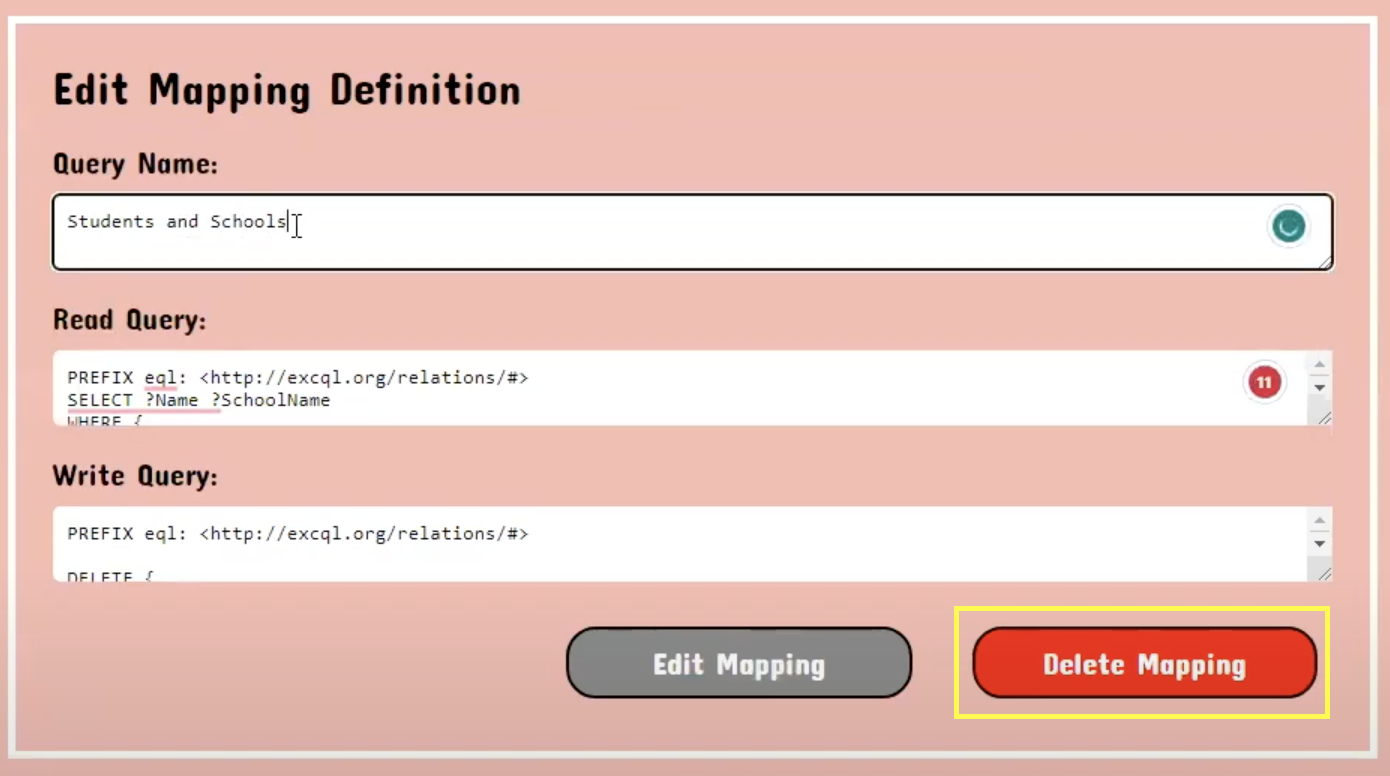 Edit Mapping Definition
Query Name:
Students and Schools
Read Query:
PREFIX eql: <http://excql.org/relations/#>
SELECT ?Name ?SchoolName
WHERE {
11
Write Query:
PREFIX eql: <http://excql.org/relations/#>
DELETE {
Edit Mapping
Delete Mapping